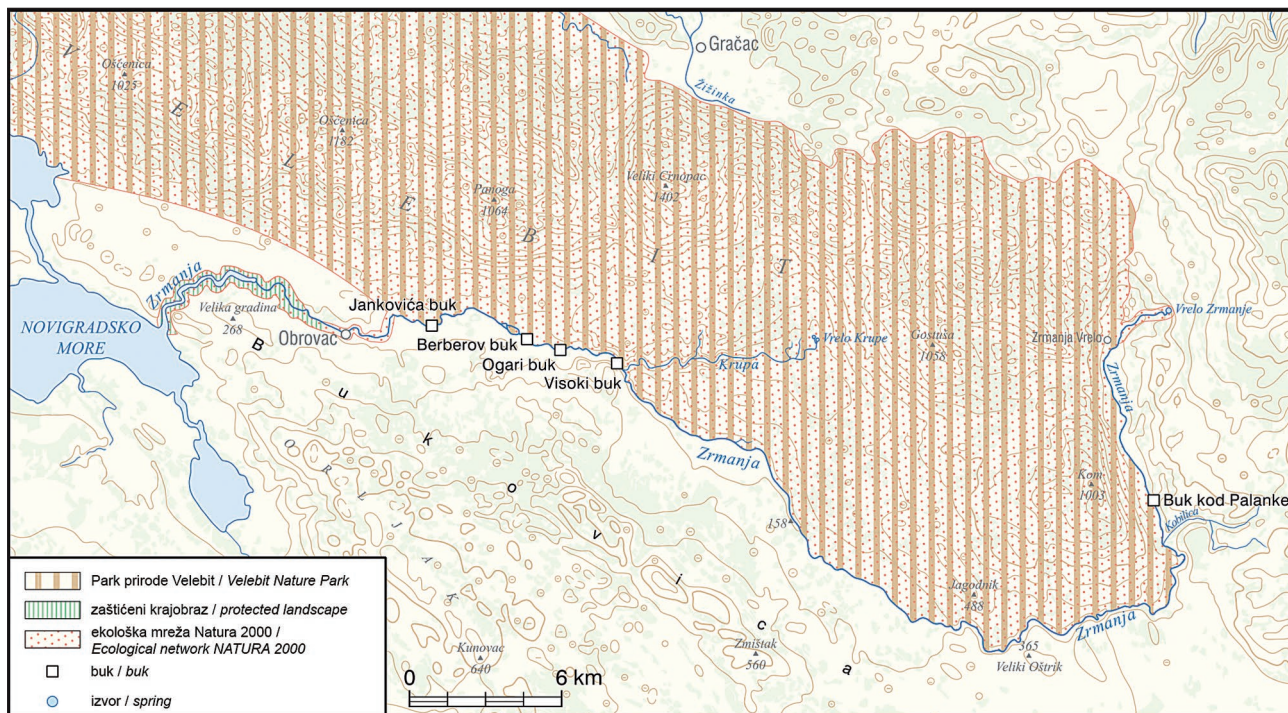 Gračac
Žižinka
Oščenica
1025
Oščenica
1182
Panoga
1064
Veliki Crnopac
1402
V E L E B I T
Zrmanja
Velika gradina
268
NOVIGRADSKO
MORE
Obrovac
Jankovića buk
Berberov buk
Ogari buk
Visoki buk
Krupa
Vrelo Krupe
Gostuša
1058
Zrmanja Vrelo
Vrelo Zrmanje
Zrmanja
Zrmanja
Kom
1003
Buk kod Palanke
Kobilica
158
Jagodnik
488
Zrmanja
365
Veliki Oštrik
B u k o v i c a
O R L J A K
Kunovac
640
Zmištak
560
Park prirode Velebit / Velebit Nature Park
zaštićeni krajobraz / protected landscape
ekološka mreža Natura 2000 /
Ecological network NATURA 2000
buk / buk
izvor / spring
0 6 km